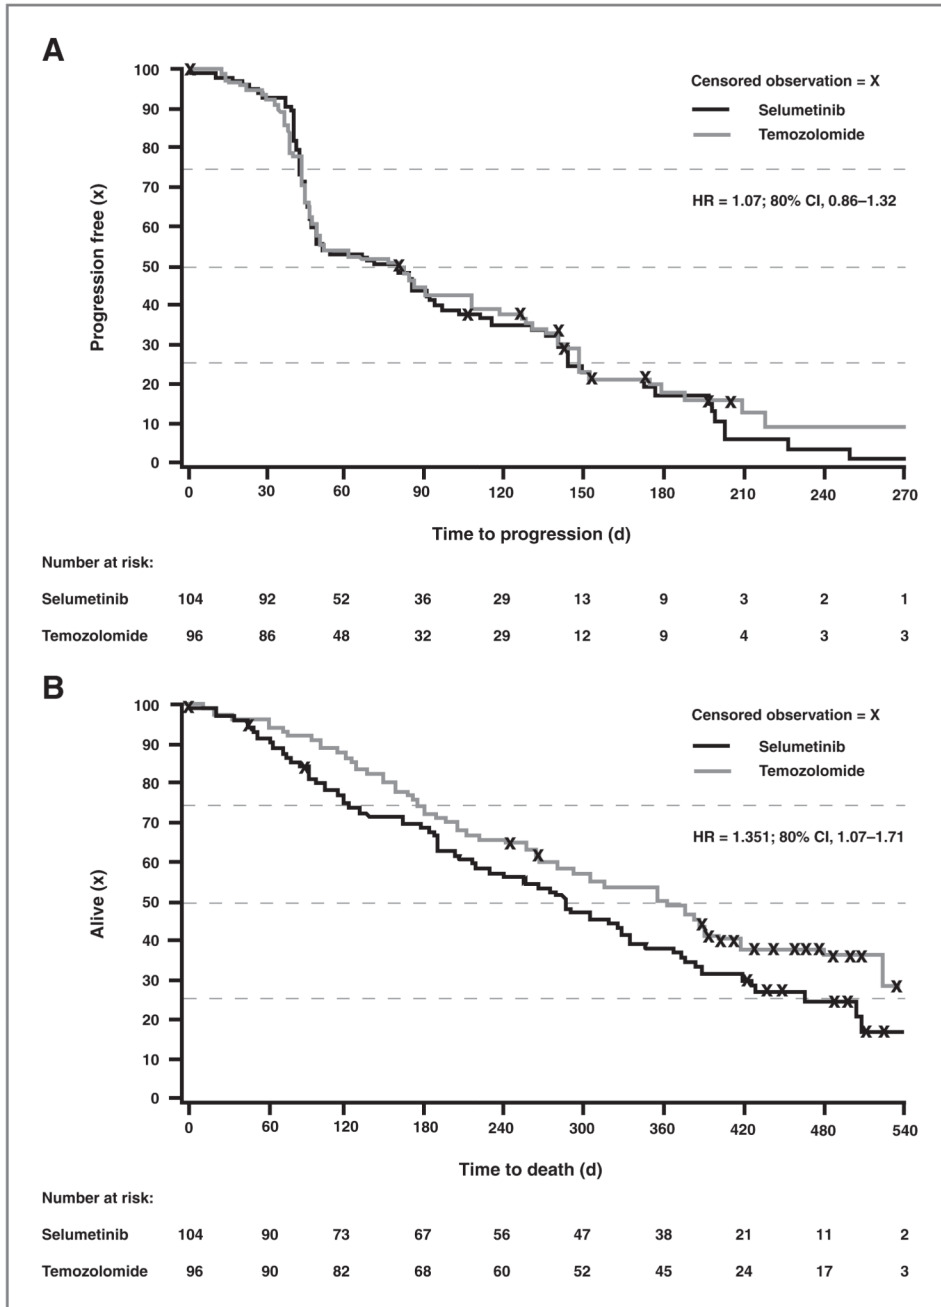 A
Censored observation = X
Selumetinib
Temozolomide
HR = 1.07; 80% CI, 0.86–1.32
Progression free (x)
100
90
80
70
60
50
40
30
20
10
0
0 30 60 90 120 150 180 210 240 270
Time to progression (d)
Number at risk:
Selumetinib 104 92 52 36 29 13 9 3 2 1
Temozolomide 96 86 48 32 29 12 9 4 3 3
B
Censored observation = X
Selumetinib
Temozolomide
HR = 1.351; 80% CI, 1.07–1.71
Alive (x)
100
90
80
70
60
50
40
30
20
10
0
0 60 120 180 240 300 360 420 480 540
Time to death (d)
Number at risk:
Selumetinib 104 90 73 67 56 47 38 21 11 2
Temozolomide 96 90 82 68 60 52 45 24 17 3